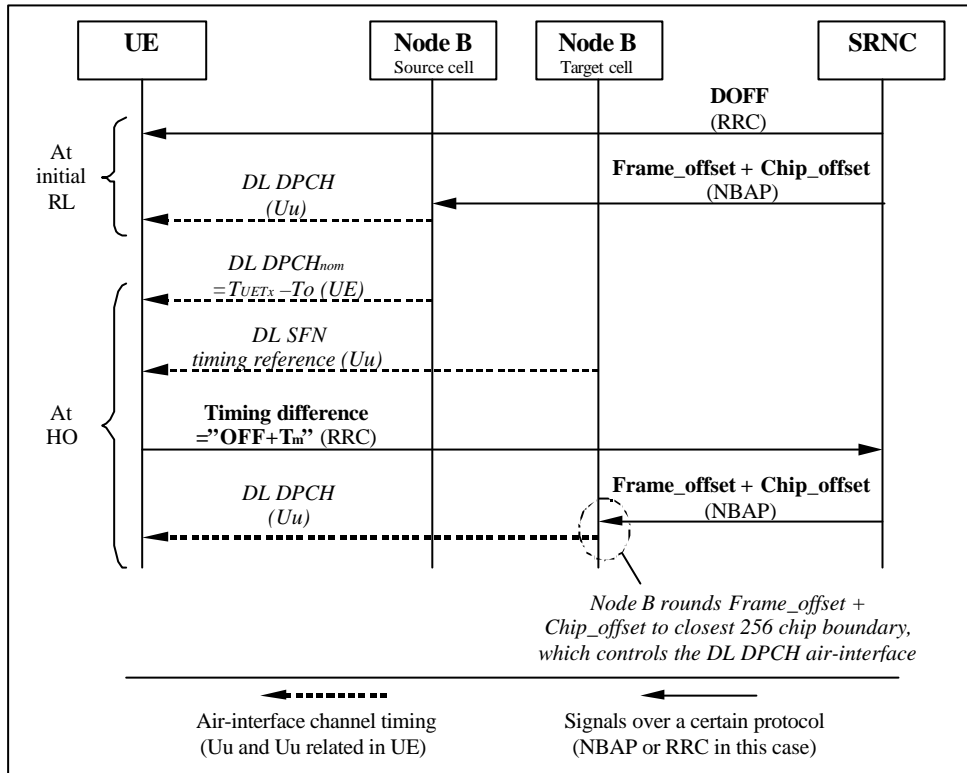 UE
Node B
Source cell
Node B
Target cell
SRNC
DOFF
(RRC)
At
initial
RL
Frame_offset + Chip_offset
(NBAP)
DL DPCH
(Uu)
DL DPCHnom
=TUETx –To (UE)
DL SFN
timing reference (Uu)
At
HO
Timing difference
=”OFF+Tm” (RRC)
Frame_offset + Chip_offset
(NBAP)
DL DPCH
(Uu)
Node B rounds Frame_offset +
Chip_offset to closest 256 chip boundary,
which controls the DL DPCH air-interface
Air-interface channel timing
(Uu and Uu related in UE)
Signals over a certain protocol
(NBAP or RRC in this case)